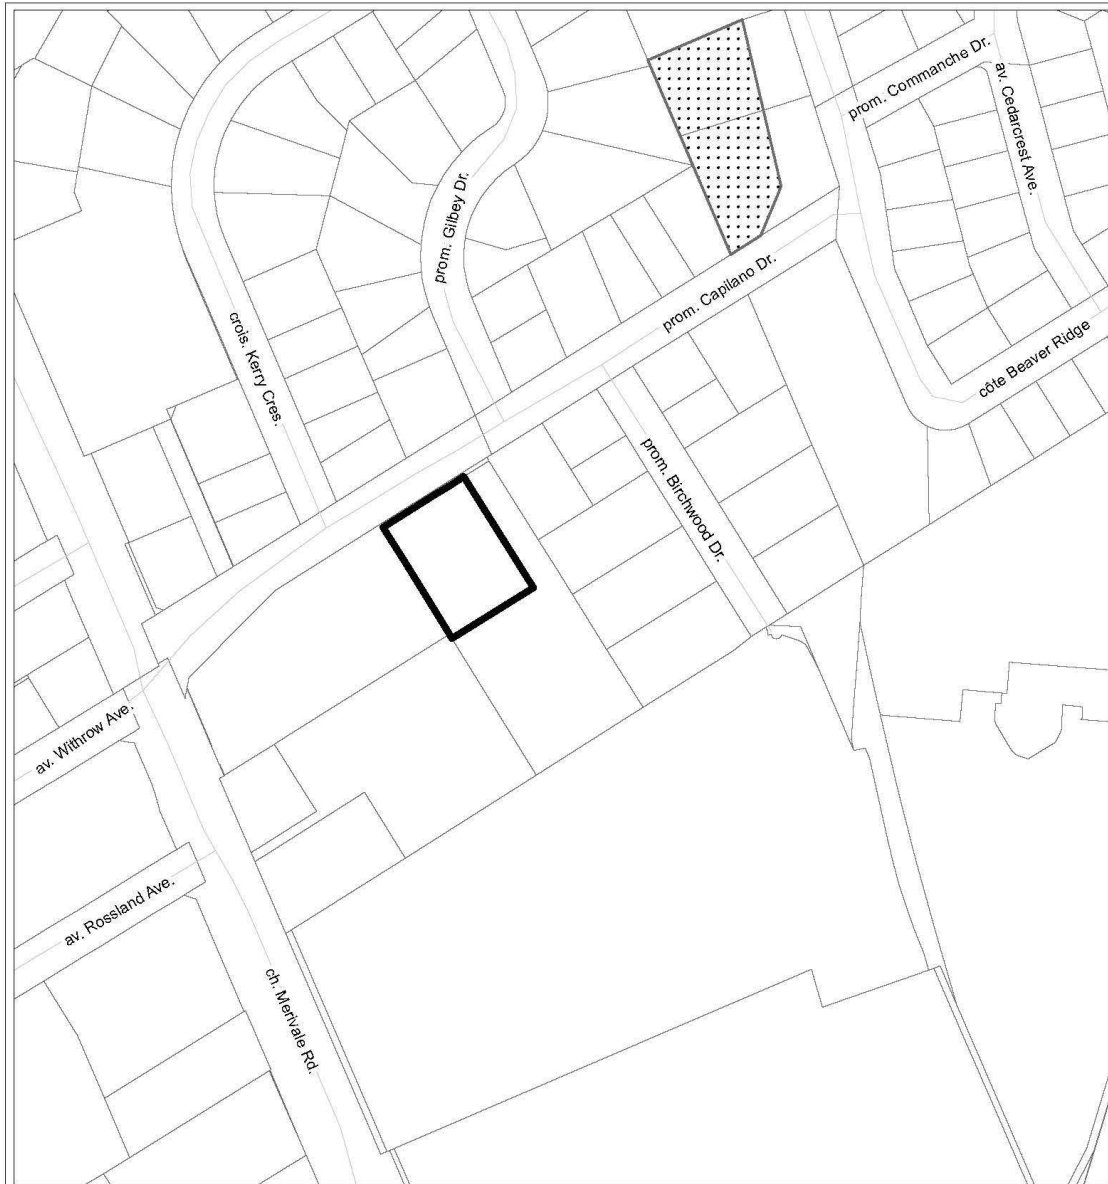 prom. Commanche Dr.
av. Cedarcrest Ave.
prom. Gilbey Dr.
prom. Capilano Dr.
crois. Kerry Cres.
côte Beaver Ridge
prom. Birchwood Dr.
av. Withrow Ave.
av. Rossland Ave.
ch. Merivale Rd.